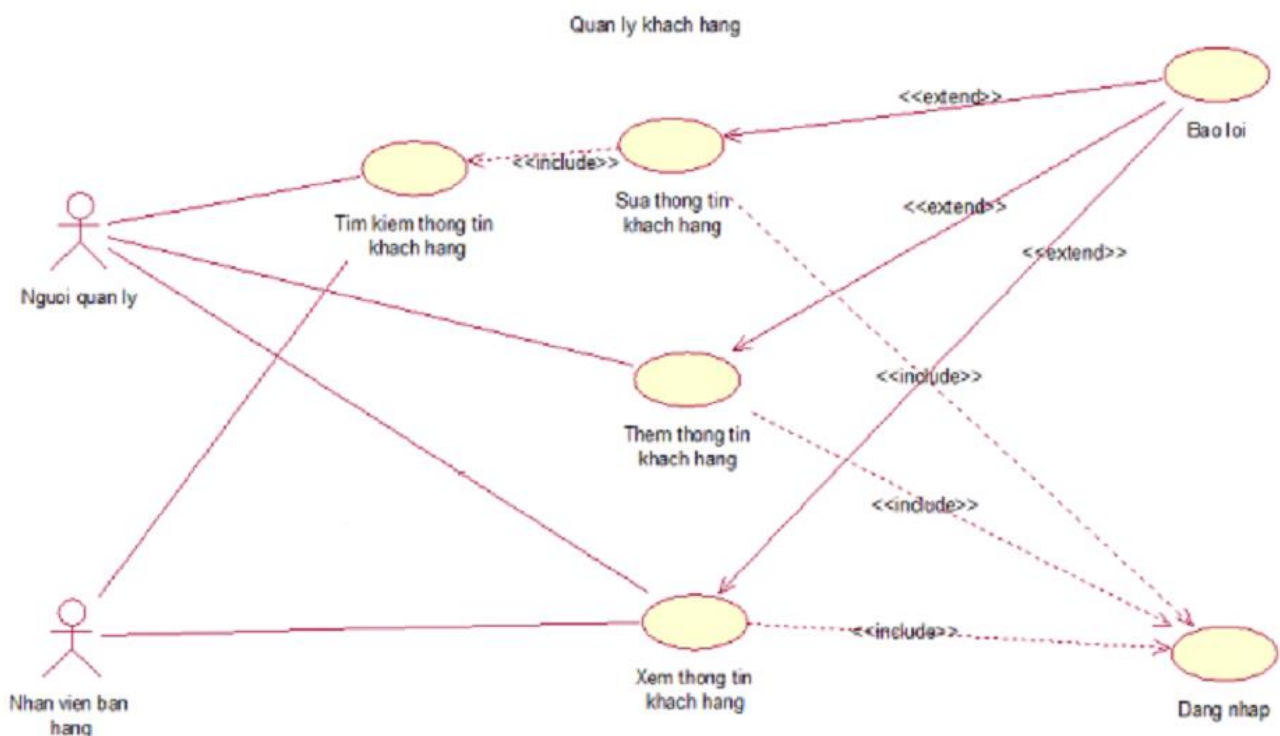 Quan ly khach hang
<<extend>>
Bao loi
<<include>>
Sua thong tin
khach hang
<<extend>>
Tim kiem thong tin
khach hang
<<extend>>
Nguoi quan ly
<<include>>
Them thong tin
khach hang
<<include>>
<<include>>
Xem thong tin
khach hang
Nhan vien ban
hang
Dang nhap